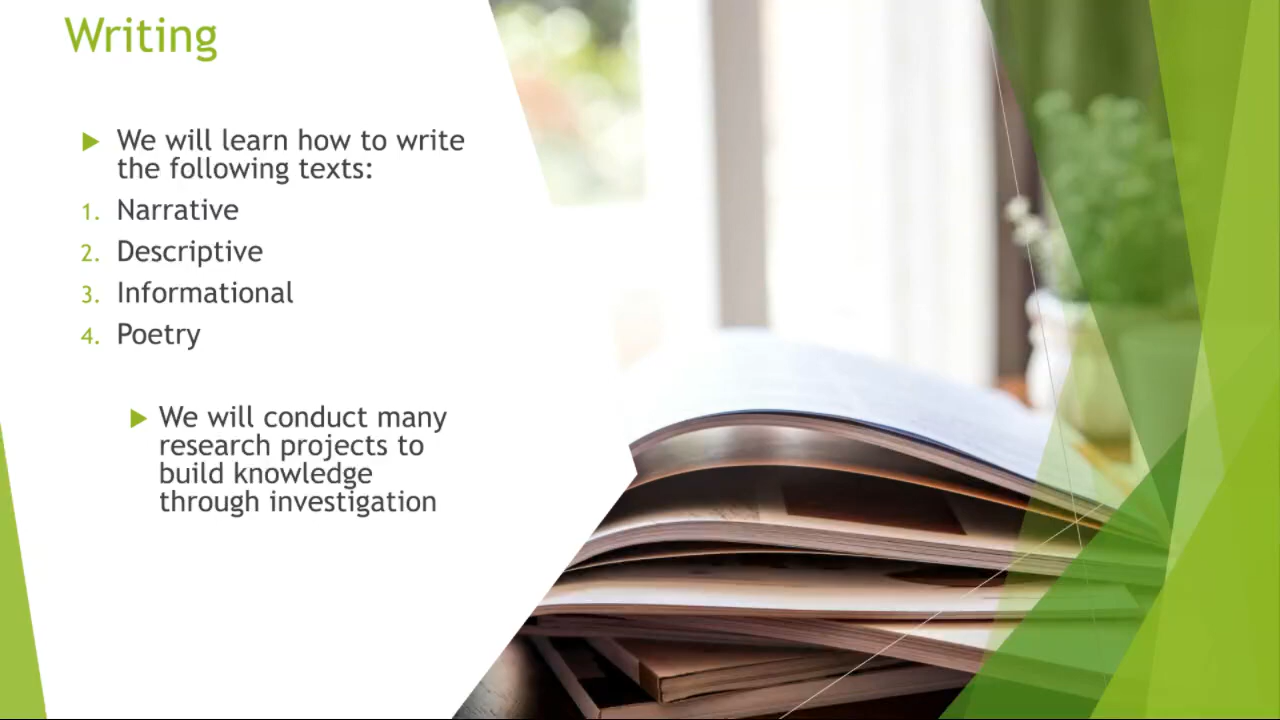 Writing
We will learn how to write
the following texts:
1. Narrative
2. Descriptive
3. Informational
4. Poetry
We will conduct many
research projects to
build knowledge
through investigation